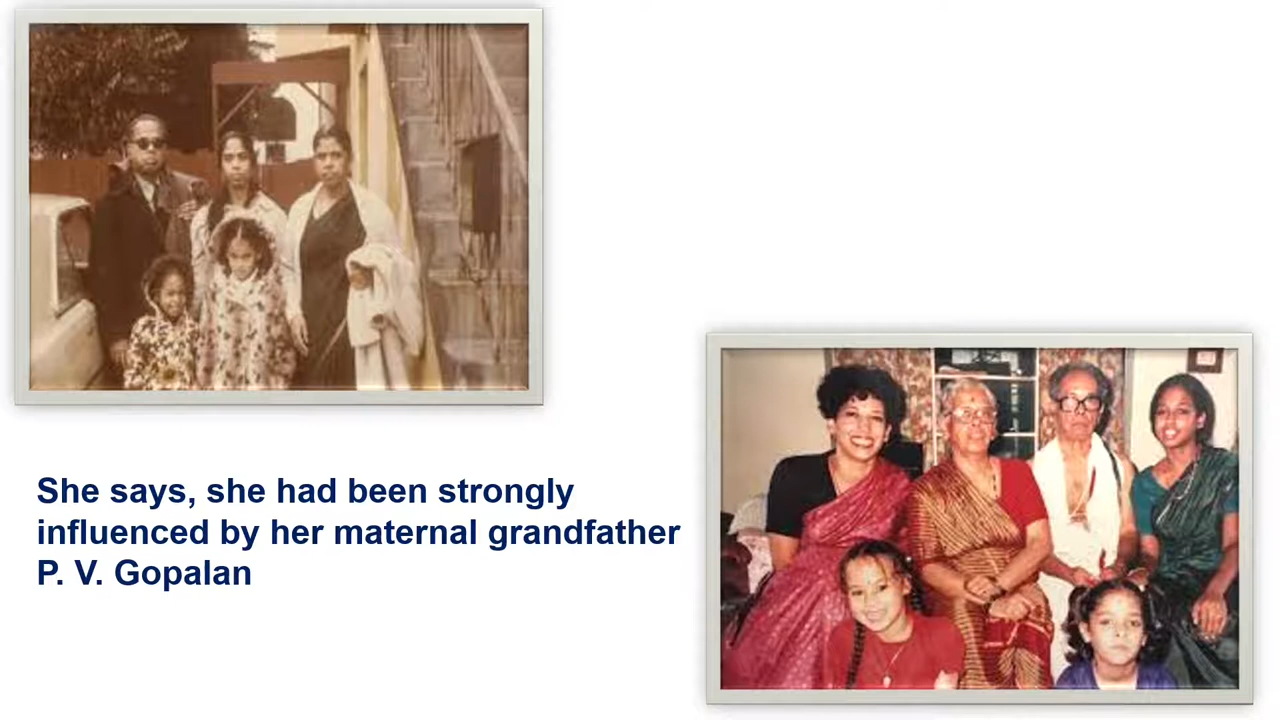 She says, she had been strongly
influenced by her maternal grandfather
P. V. Gopalan